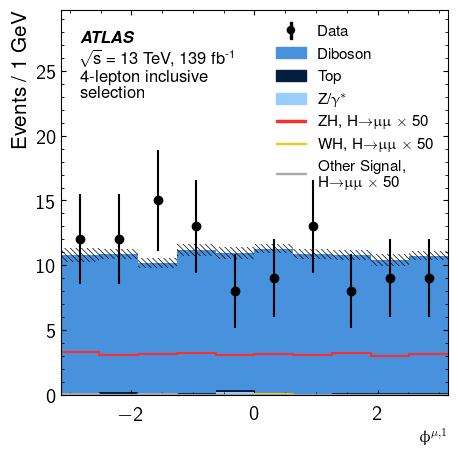 ATLAS
√s = 13 TeV, 139 fb⁻¹
4-lepton inclusive
selection
Data
Diboson
Top
Z/γ*
ZH, H→μμ × 50
WH, H→μμ × 50
Other Signal,
H→μμ × 50
Events / 1 GeV
25
20
15
10
5
0
−2 0 2
ϕ^μ,1